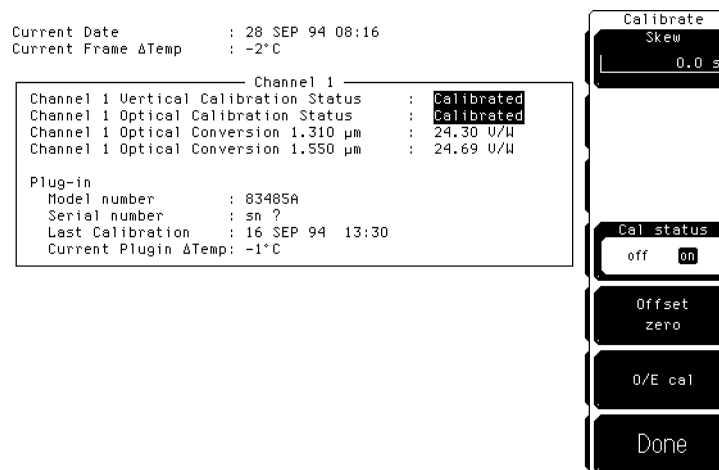 Current Date : 28 SEP 94 08:16
Current Frame ΔTemp : -2°C
Channel 1
Channel 1 Vertical Calibration Status : Calibrated
Channel 1 Optical Calibration Status : Calibrated
Channel 1 Optical Conversion 1.310 µm : 24.30 V/W
Channel 1 Optical Conversion 1.550 µm : 24.69 V/W
Plug-in
Model number : 83485A
Serial number : sn ?
Last Calibration : 16 SEP 94 13:30
Current Plugin ΔTemp: -1°C
Calibrate
Skew
0.0 s
Cal status
off on
Offset
zero
O/E cal
Done